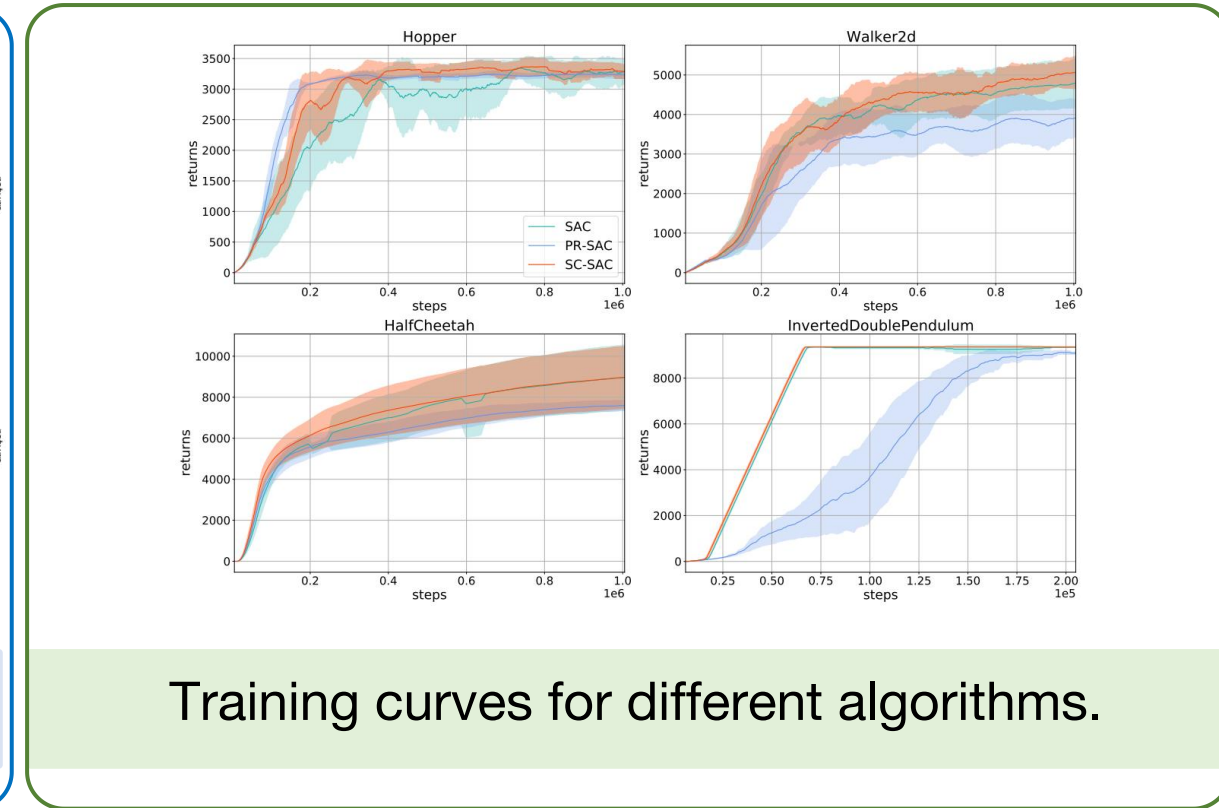 Hopper
3500
3000
2500
2000
1500
1000
500
0
returns
SAC
PR-SAC
SC-SAC
0.2
0.4
0.6
0.8
1.0
1e6
steps
Walker2d
5000
4000
3000
2000
1000
0
returns
0.2
0.4
0.6
0.8
1.0
1e6
steps
HalfCheetah
10000
8000
6000
4000
2000
0
returns
0.2
0.4
0.6
0.8
1.0
1e6
steps
InvertedDoublePendulum
8000
6000
4000
2000
0
returns
0.25
0.50
0.75
1.00
1.25
1.50
1.75
2.00
1e5
steps
Training curves for different algorithms.